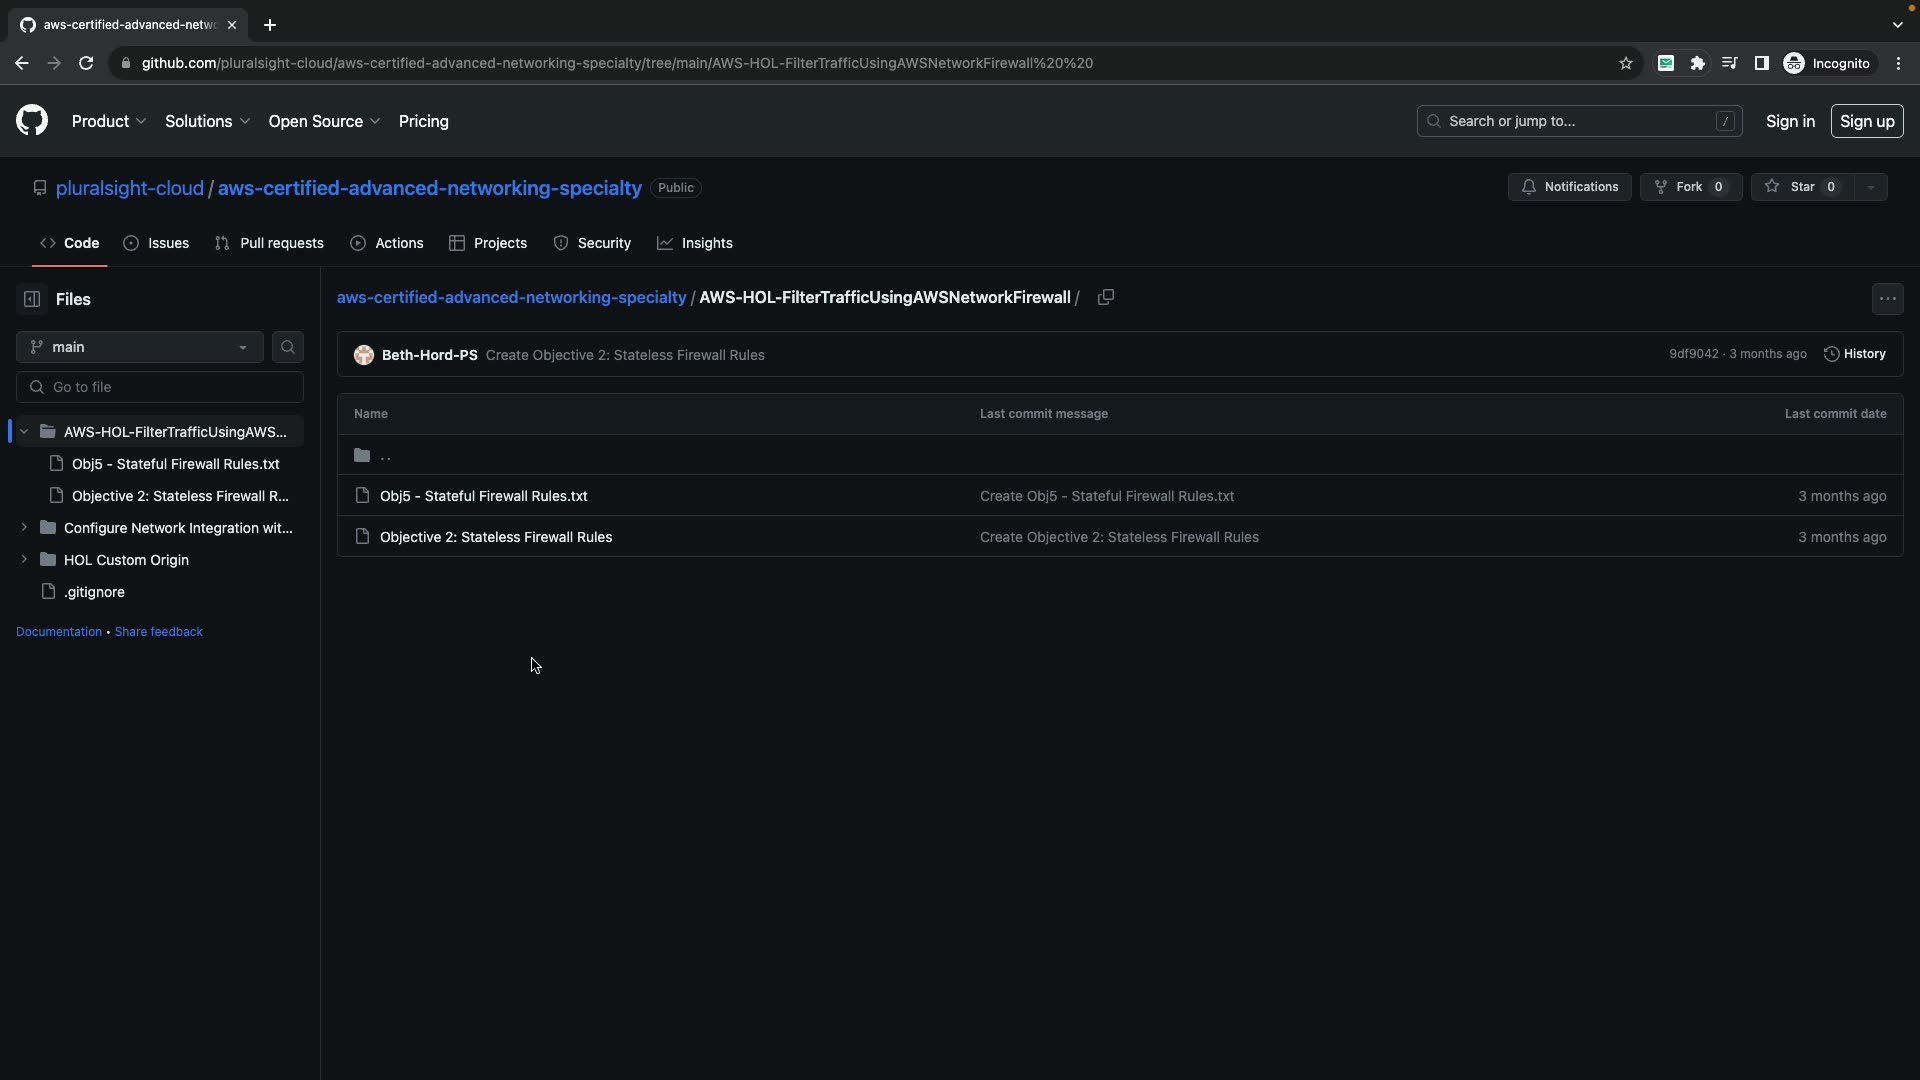 aws-certified-advanced-netwo
github.com/pluralsight-cloud/aws-certified-advanced-networking-specialty/tree/main/AWS-HOL-FilterTrafficUsingAWSNetworkFirewall%20%20
Incognito
Product
Solutions
Open Source
Pricing
Search or jump to...
/
Sign in
Sign up
pluralsight-cloud / aws-certified-advanced-networking-specialty
Public
Notifications
Fork 0
Star 0
Code
Issues
Pull requests
Actions
Projects
Security
Insights
Files
main
Go to file
AWS-HOL-FilterTrafficUsingAWS...
Obj5 - Stateful Firewall Rules.txt
Objective 2: Stateless Firewall R...
Configure Network Integration wit...
HOL Custom Origin
.gitignore
Documentation • Share feedback
aws-certified-advanced-networking-specialty / AWS-HOL-FilterTrafficUsingAWSNetworkFirewall /
Beth-Hord-PS Create Objective 2: Stateless Firewall Rules
9df9042 · 3 months ago
History
Name Last commit message Last commit date
..
Obj5 - Stateful Firewall Rules.txt Create Obj5 - Stateful Firewall Rules.txt 3 months ago
Objective 2: Stateless Firewall Rules Create Objective 2: Stateless Firewall Rules 3 months ago